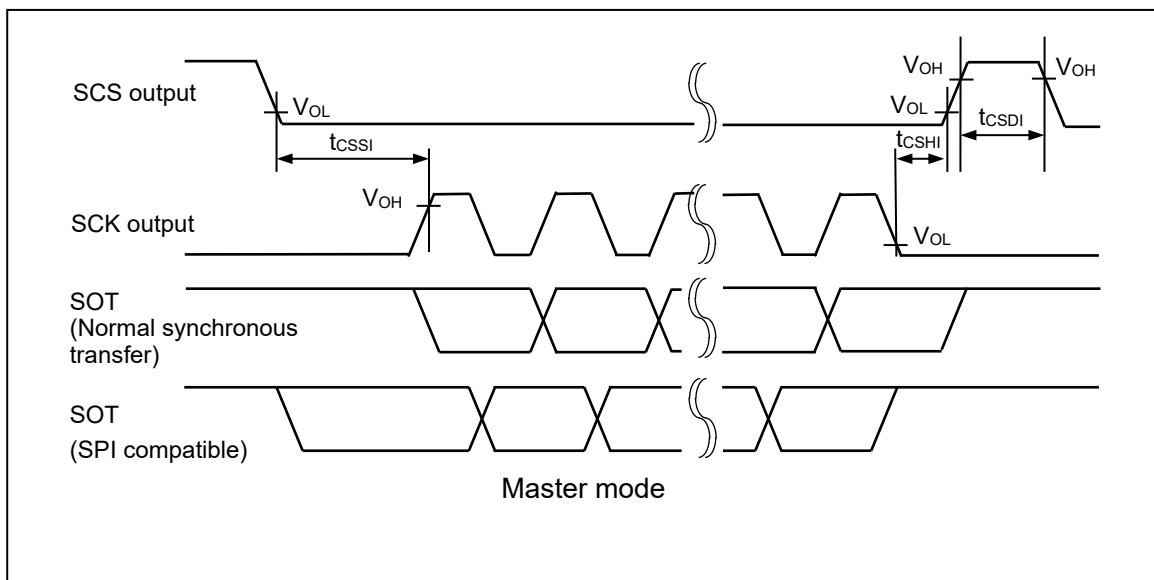 SCS output
VOL
tCSSI
VOH
VOL
tCSHI
tCSDI
VOH
SCK output
VOH
VOL
SOT
(Normal synchronous
transfer)
SOT
(SPI compatible)
Master mode